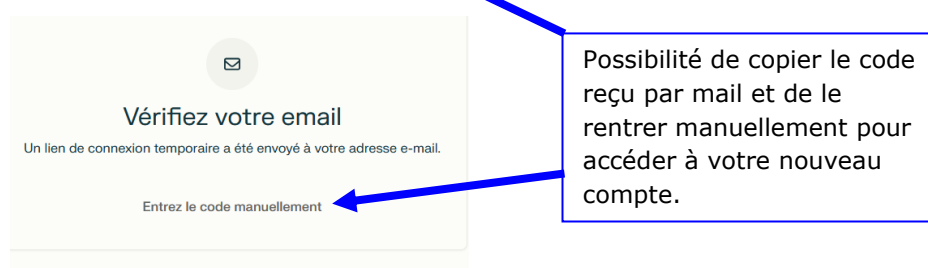 Vérifiez votre email
Un lien de connexion temporaire a été envoyé à votre adresse e-mail.
Entrez le code manuellement
Possibilité de copier le code
reçu par mail et de le
rentrer manuellement pour
accéder à votre nouveau
compte.